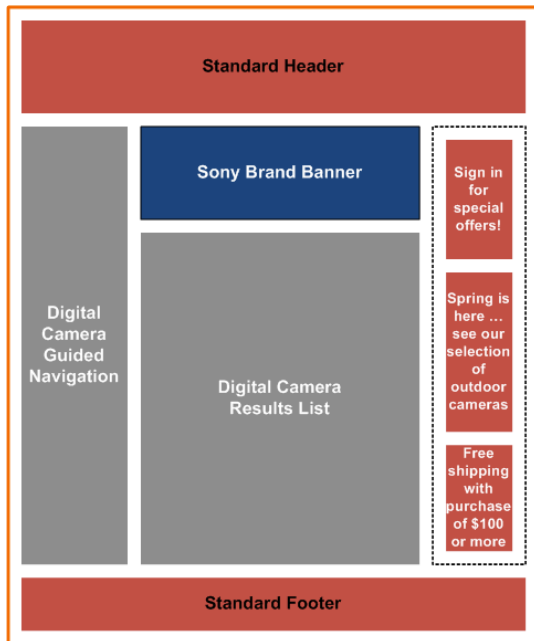 Standard Header
Sony Brand Banner
Sign in
for
special
offers!
Digital
Camera
Guided
Navigation
Digital Camera
Results List
Spring is
here ...
see our
selection
of
outdoor
cameras
Free
shipping
with
purchase
of $100
or more
Standard Footer